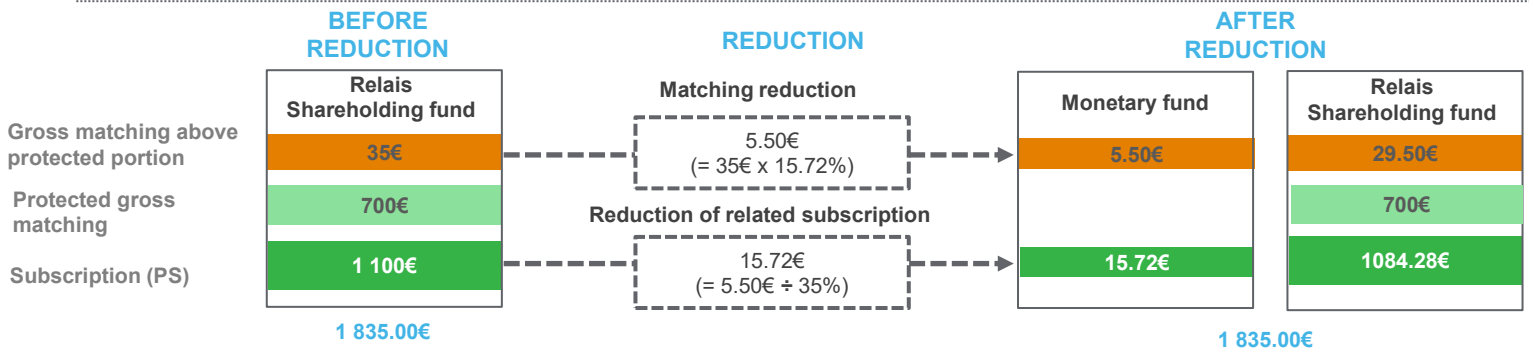 BEFORE
REDUCTION
REDUCTION
AFTER
REDUCTION
Relais
Shareholding fund
Matching reduction
Monetary fund
Relais
Shareholding fund
Gross matching above
protected portion
35€
5.50€
(= 35€ x 15.72%)
5.50€
29.50€
Protected gross
matching
700€
700€
Reduction of related subscription
Subscription (PS)
1 100€
15.72€
(= 5.50€ ÷ 35%)
15.72€
1084.28€
1 835.00€
1 835.00€